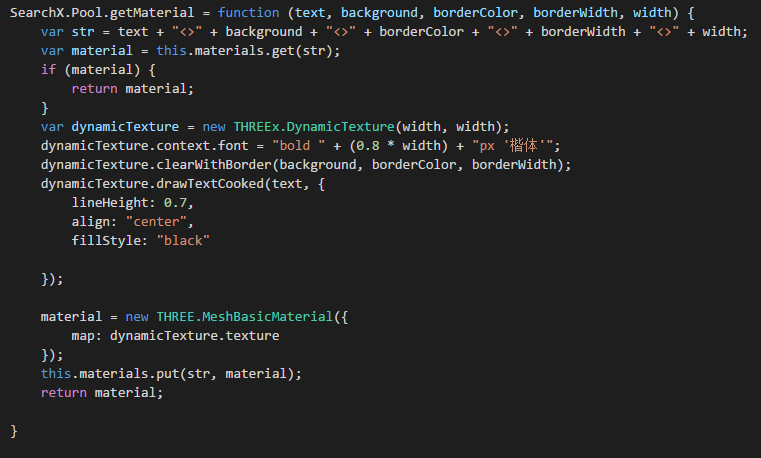 SearchX.Pool.getMaterial = function (text, background, borderColor, borderWidth, width) {
    var str = text + "<>" + background + "<>" + borderColor + "<>" + borderWidth + "<>" + width;
    var material = this.materials.get(str);
    if (material) {
        return material;
    }
    var dynamicTexture = new THREEx.DynamicTexture(width, width);
    dynamicTexture.context.font = "bold " + (0.8 * width) + "px '楷体'";
    dynamicTexture.clearWithBorder(background, borderColor, borderWidth);
    dynamicTexture.drawTextCooked(text, {
        lineHeight: 0.7,
        align: "center",
        fillStyle: "black"
    });
    material = new THREE.MeshBasicMaterial({
        map: dynamicTexture.texture
    });
    this.materials.put(str, material);
    return material;
}